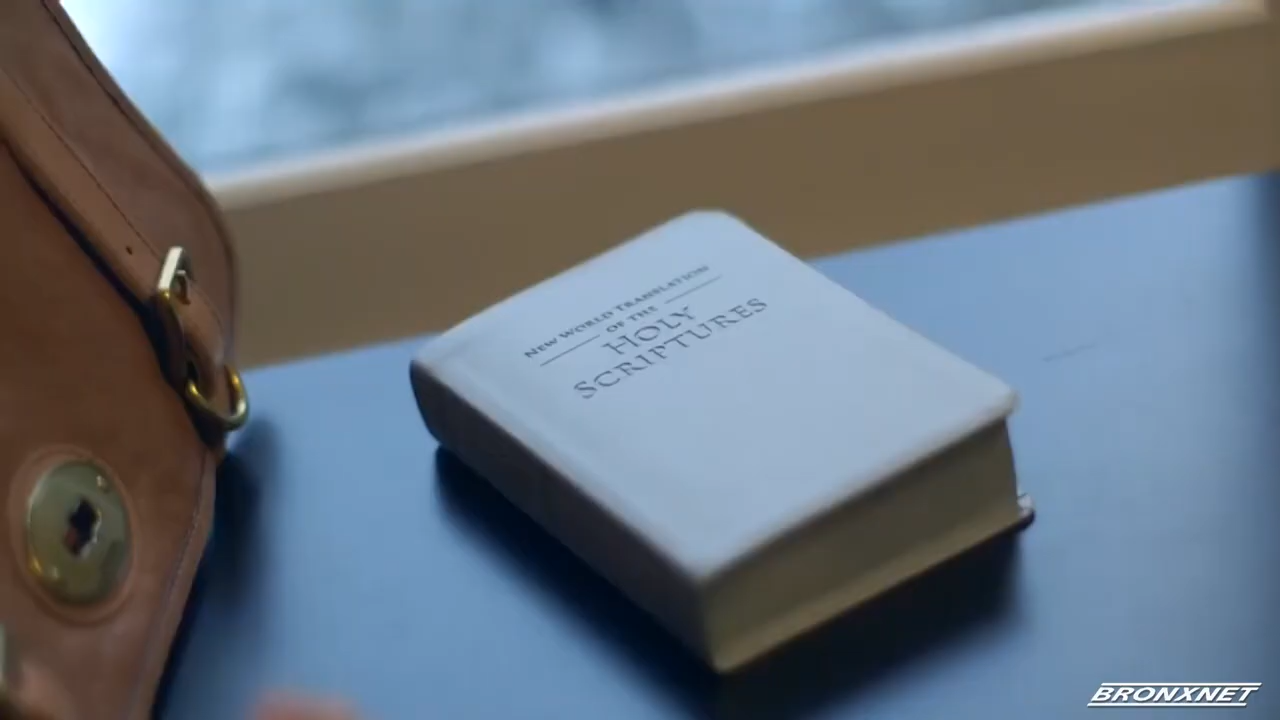 NEW WORLD TRANSLATION
OF THE
HOLY
SCRIPTURES
BRONXNET